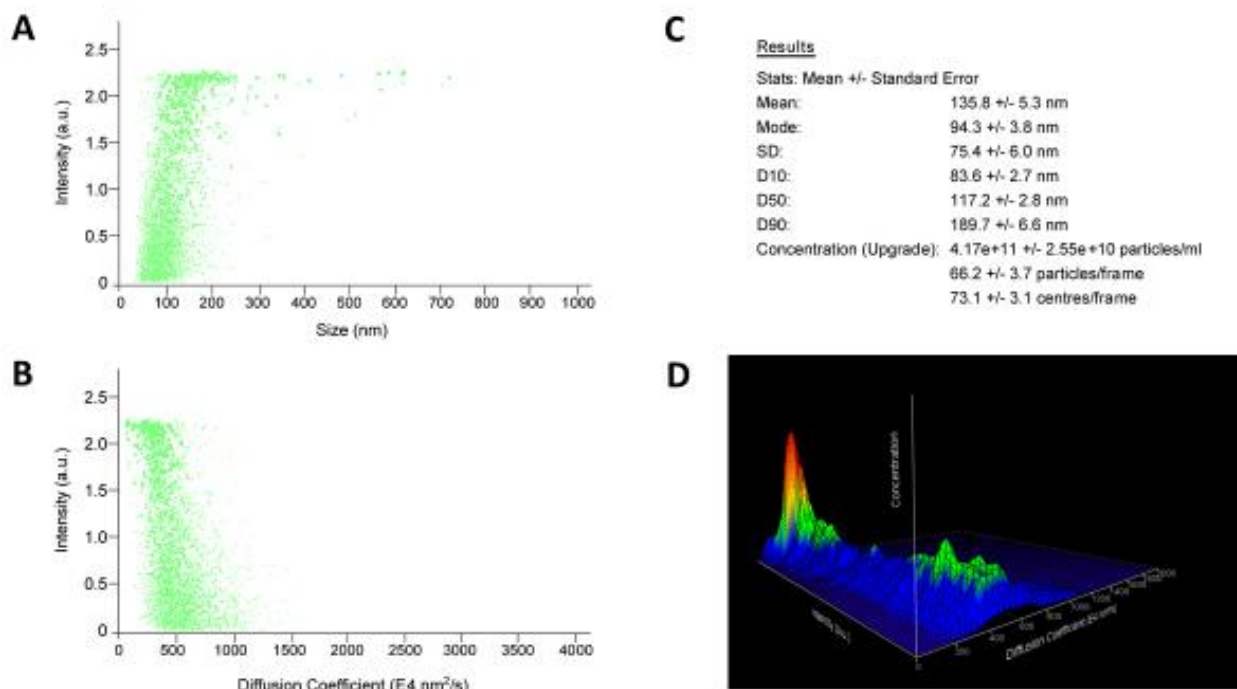 A
2.5
2.0
1.5
1.0
0.5
0
Intensity (a.u.)
0 100 200 300 400 500 600 700 800 900 1000
Size (nm)
B
2.5
2.0
1.5
1.0
0.5
0
Intensity (a.u.)
0 500 1000 1500 2000 2500 3000 3500 4000
Diffusion Coefficient (E4 nm²/s)
C
Results
Stats: Mean +/- Standard Error
Mean: 135.8 +/- 5.3 nm
Mode: 94.3 +/- 3.8 nm
SD: 75.4 +/- 6.0 nm
D10: 83.6 +/- 2.7 nm
D50: 117.2 +/- 2.8 nm
D90: 189.7 +/- 6.6 nm
Concentration (Upgrade): 4.17e+11 +/- 2.55e+10 particles/ml
66.2 +/- 3.7 particles/frame
73.1 +/- 3.1 centres/frame
D
Concentration
Diffusion Coefficient
0 400 600 800